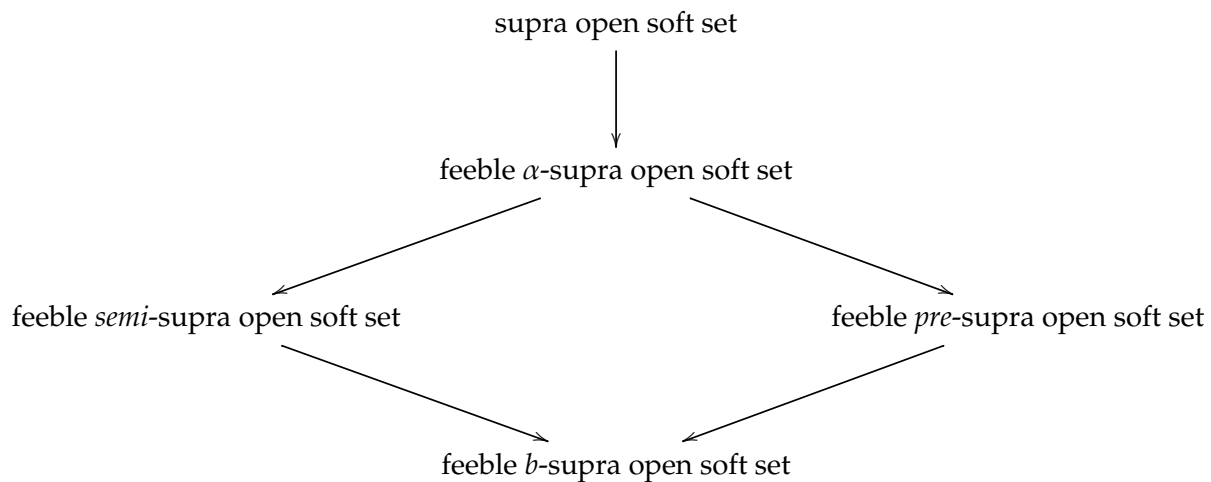 supra open soft set
feeble α-supra open soft set
feeble semi-supra open soft set
feeble pre-supra open soft set
feeble b-supra open soft set